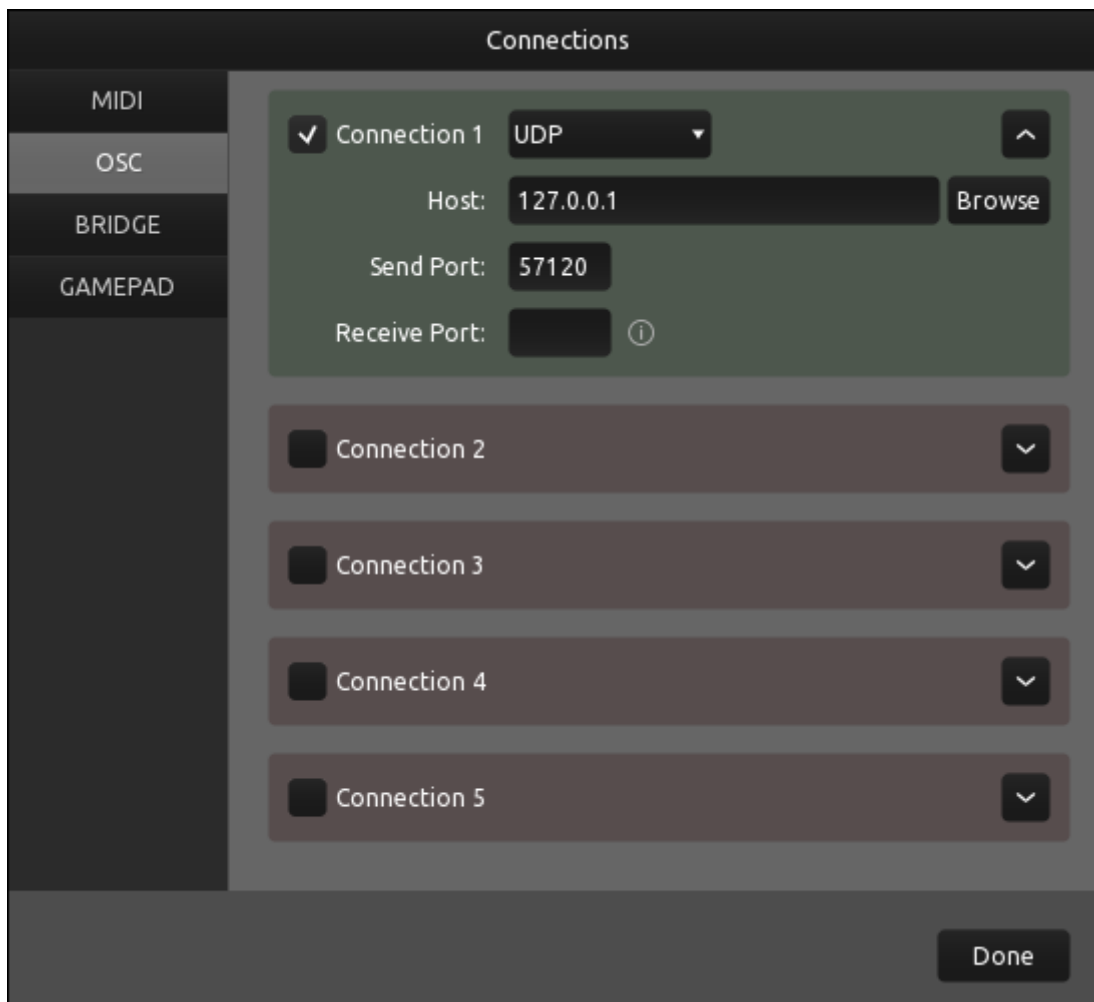 Connections
MIDI
OSC
BRIDGE
GAMEPAD
Connection 1 UDP
Host: 127.0.0.1 Browse
Send Port: 57120
Receive Port:
Connection 2
Connection 3
Connection 4
Connection 5
Done